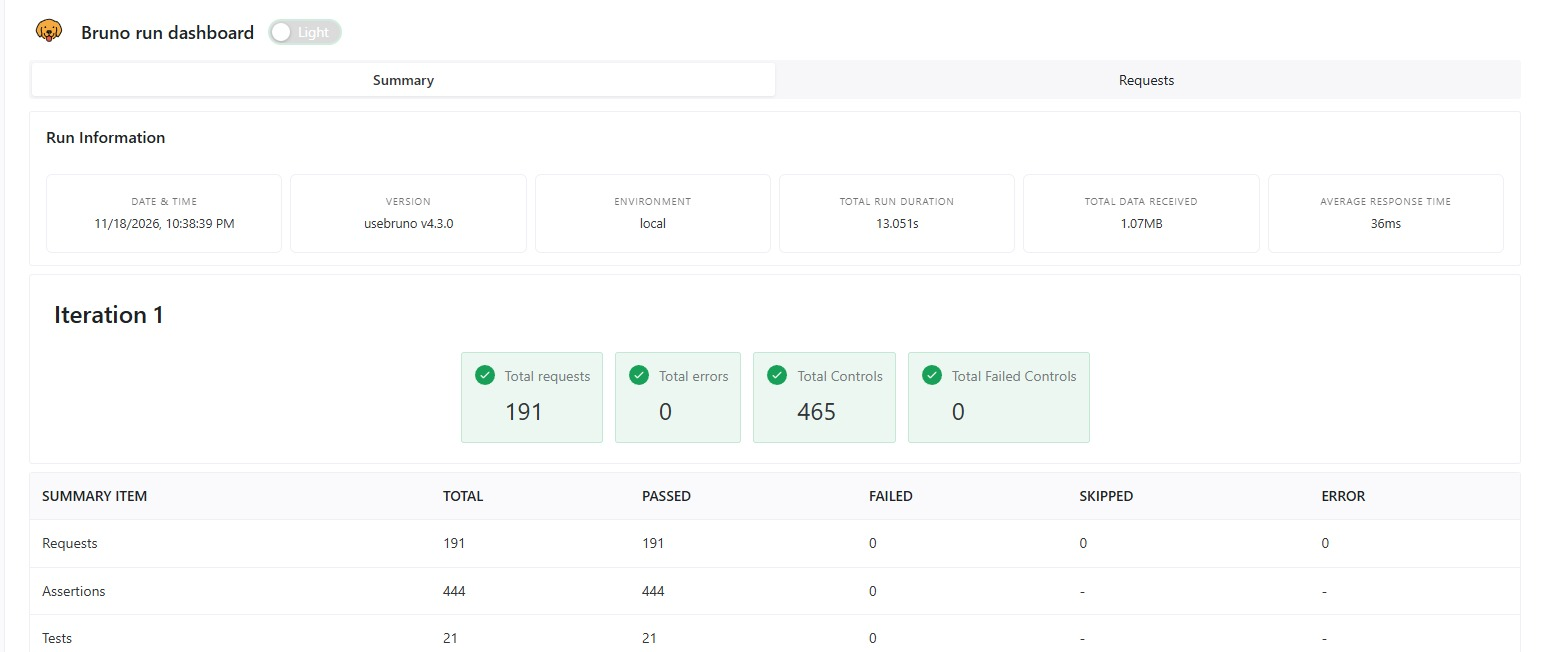 Bruno run dashboard Light
Summary Requests
Run Information
DATE & TIME VERSION ENVIRONMENT TOTAL RUN DURATION TOTAL DATA RECEIVED AVERAGE RESPONSE TIME
11/18/2026, 10:38:39 PM usebruno v4.3.0 local 13.051s 1.07MB 36ms
Iteration 1
Total requests Total errors Total Controls Total Failed Controls
191 0 465 0
SUMMARY ITEM TOTAL PASSED FAILED SKIPPED ERROR
Requests 191 191 0 0 0
Assertions 444 444 0 - -
Tests 21 21 0 - -